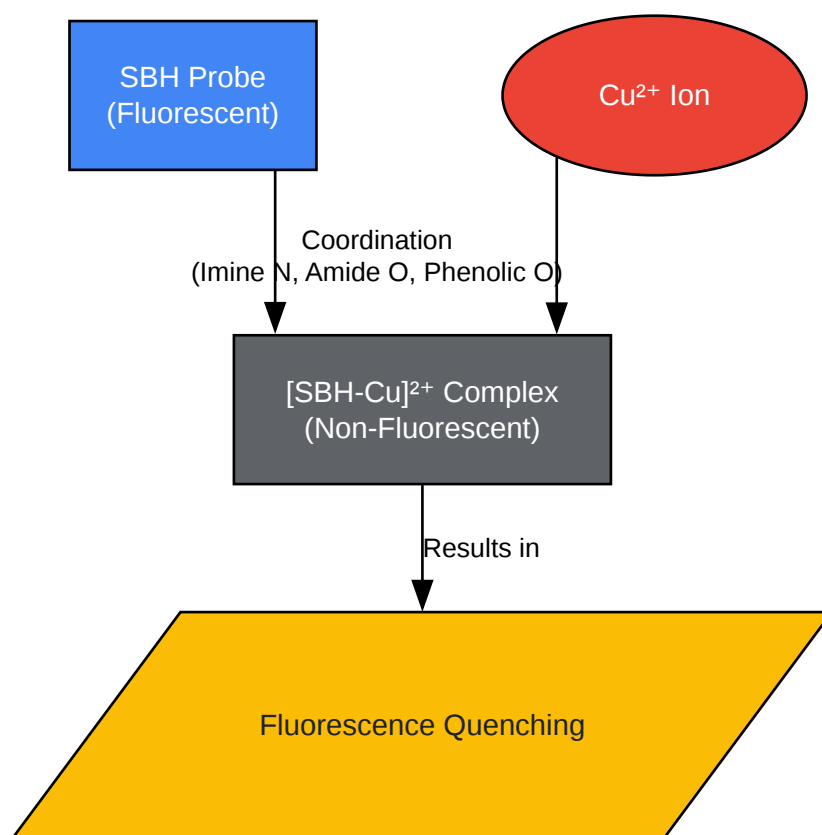 SBH Probe
(Fluorescent)
Cu²⁺ Ion
Coordination
(Imine N, Amide O, Phenolic O)
[SBH-Cu]²⁺ Complex
(Non-Fluorescent)
Results in
Fluorescence Quenching